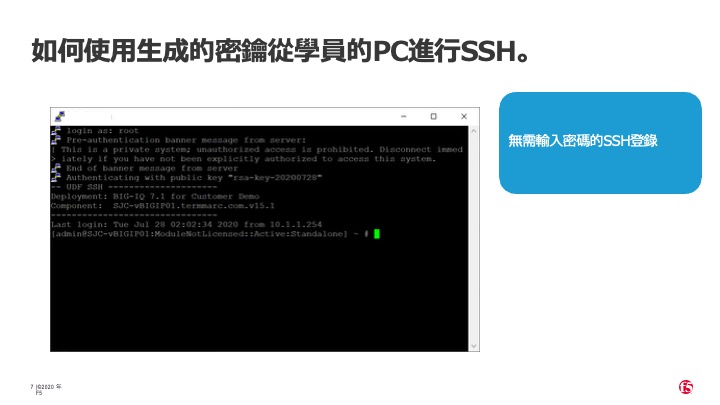 如何使用生成的密鑰從學員的PC進行SSH。
login as: root
Pre-authentication banner message from server:
| This is a private system; unauthorized access is prohibited. Disconnect immed
> iately if you have not been explicitly authorized to access this system.
End of banner message from server
Authenticating with public key "rsa-key-20200728"
-- UDF SSH --------------------
Deployment: BIG-IQ 7.1 for Customer Demo
Component: SJC-vBIGIP01.termmarc.com.v15.1
-------------------------------
Last login: Tue Jul 28 02:02:34 2020 from 10.1.1.254
[admin@SJC-vBIGIP01:ModuleNotLicensed::Active:Standalone] ~ #
無需輸入密碼的SSH登錄
7 |©2020 年
F5
f5